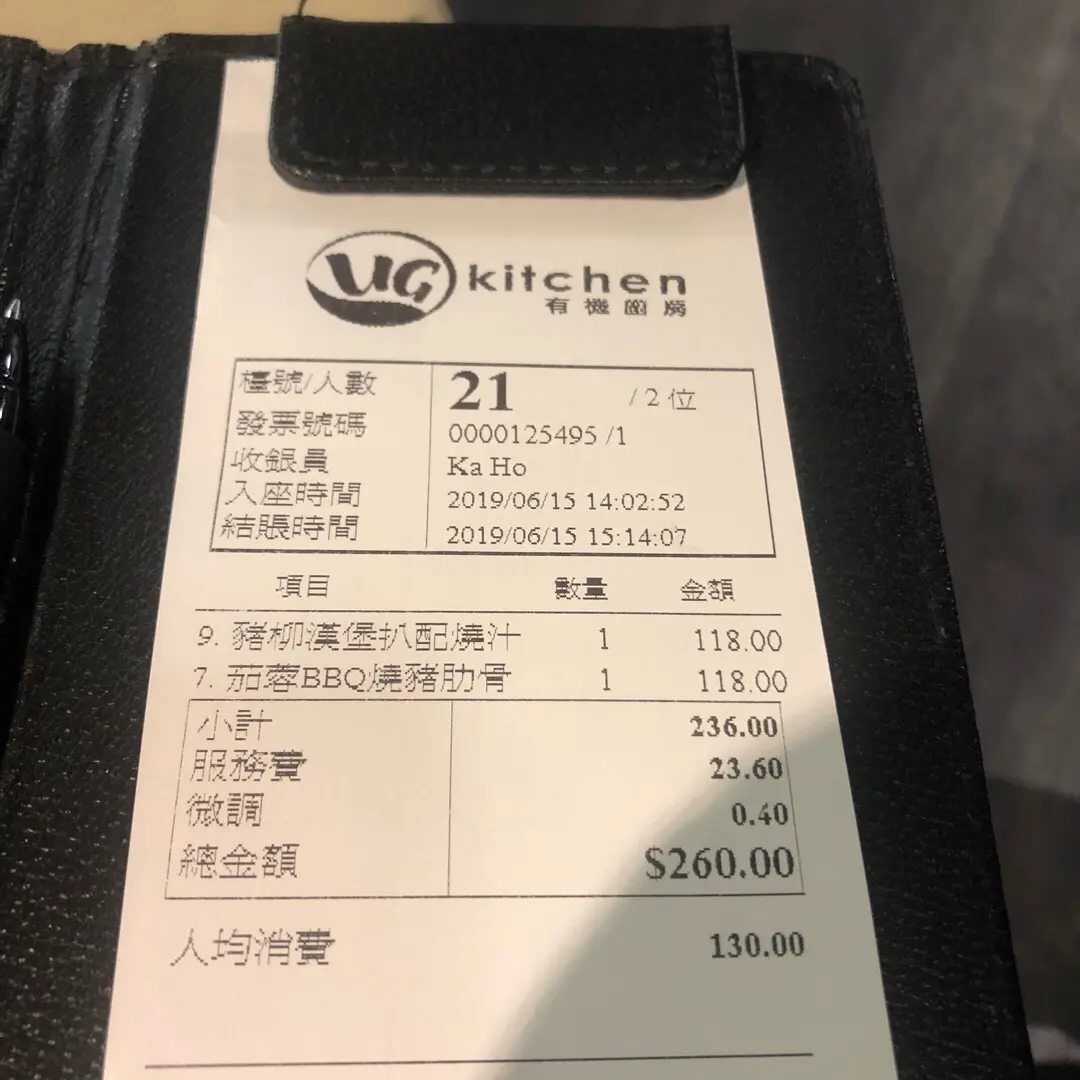 UG kitchen
有機廚房
檯號/人數 21 /2 位
發票號碼 0000125495 /1
收銀員 Ka Ho
入座時間 2019/06/15 14:02:52
結賬時間 2019/06/15 15:14:07
項目 數量 金額
9. 豬柳漢堡扒配燒汁 1 118.00
7. 茄蓉BBQ燒豬肋骨 1 118.00
小計 236.00
服務費 23.60
微調 0.40
總金額 $260.00
人均消費 130.00